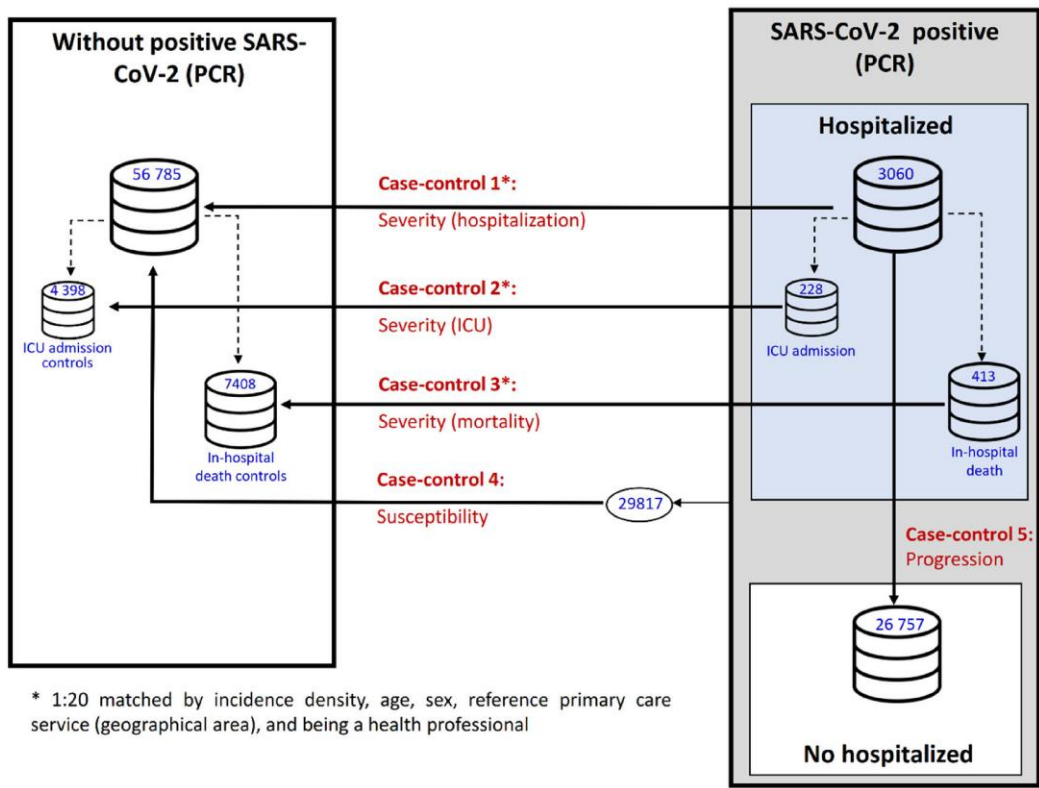 Without positive SARS-
CoV-2 (PCR)
56 785
4 398
ICU admission
controls
7408
In-hospital
death controls
Case-control 1*:
Severity (hospitalization)
Case-control 2*:
Severity (ICU)
Case-control 3*:
Severity (mortality)
Case-control 4:
Susceptibility
29817
SARS-CoV-2 positive
(PCR)
Hospitalized
3060
228
ICU admission
413
In-hospital
death
Case-control 5:
Progression
26 757
No hospitalized
* 1:20 matched by incidence density, age, sex, reference primary care
service (geographical area), and being a health professional